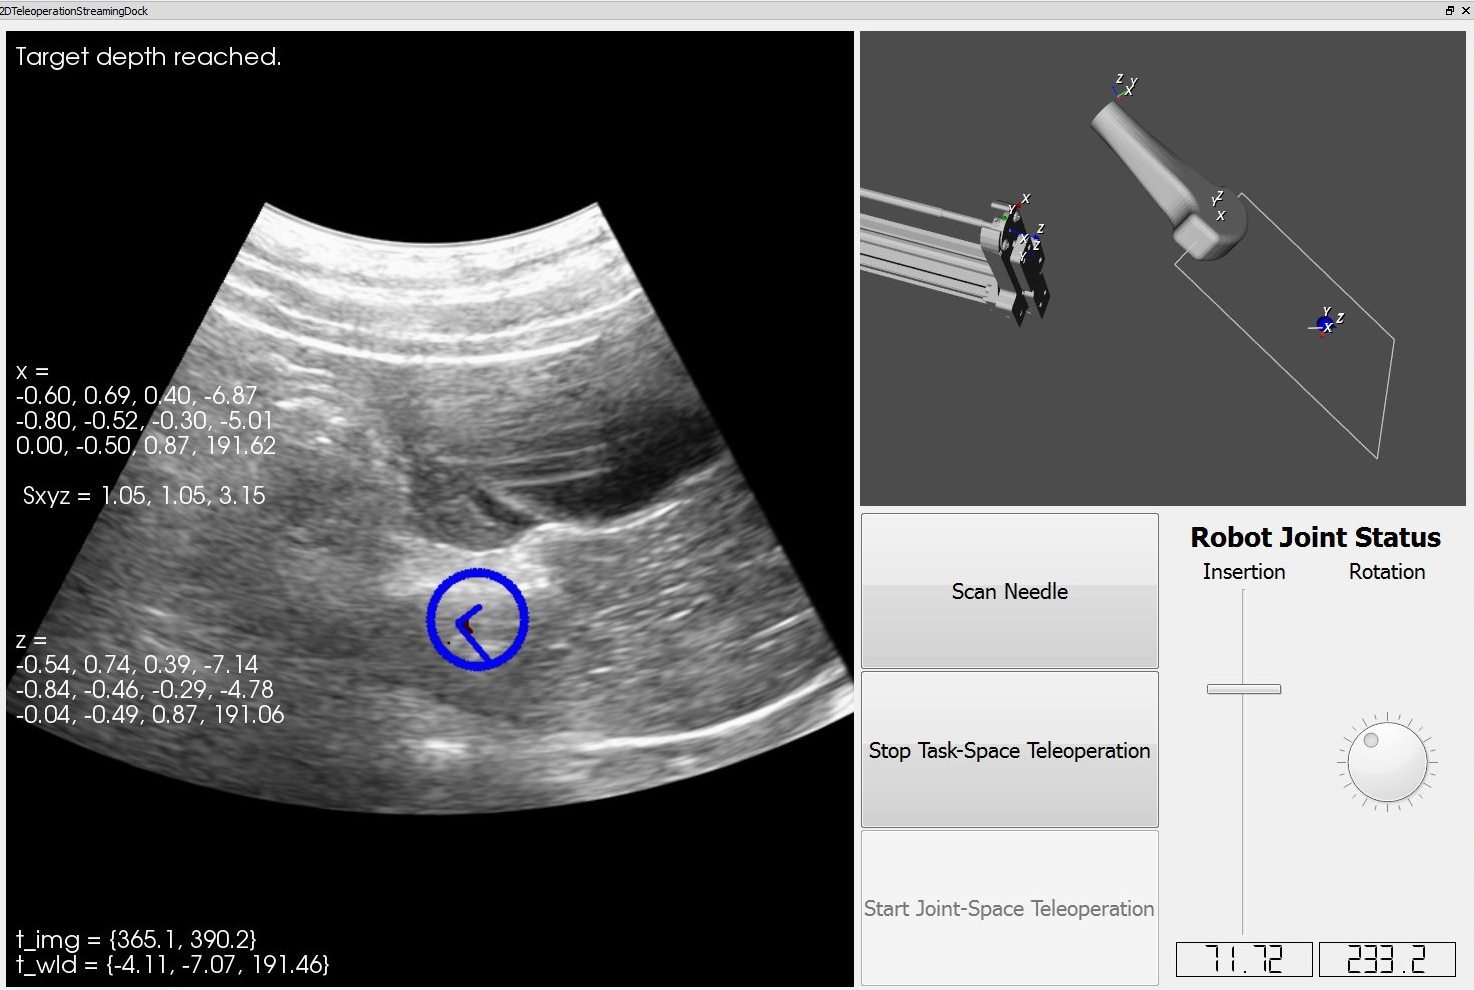 2DTeleoperationStreamingDock
Target depth reached.
x =
-0.60, 0.69, 0.40, -6.87
-0.80, -0.52, -0.30, -5.01
0.00, -0.50, 0.87, 191.62
Sxyz = 1.05, 1.05, 3.15
z =
-0.54, 0.74, 0.39, -7.14
-0.84, -0.46, -0.29, -4.78
-0.04, -0.49, 0.87, 191.06
t_img = {365.1, 390.2}
t_wld = {-4.11, -7.07, 191.46}
Z Y
X
Z
Y
X
X
Y
Z
X
Z
Y
Y
Z
X
Scan Needle
Stop Task-Space Teleoperation
Start Joint-Space Teleoperation
Robot Joint Status
Insertion Rotation
71.72 233.2